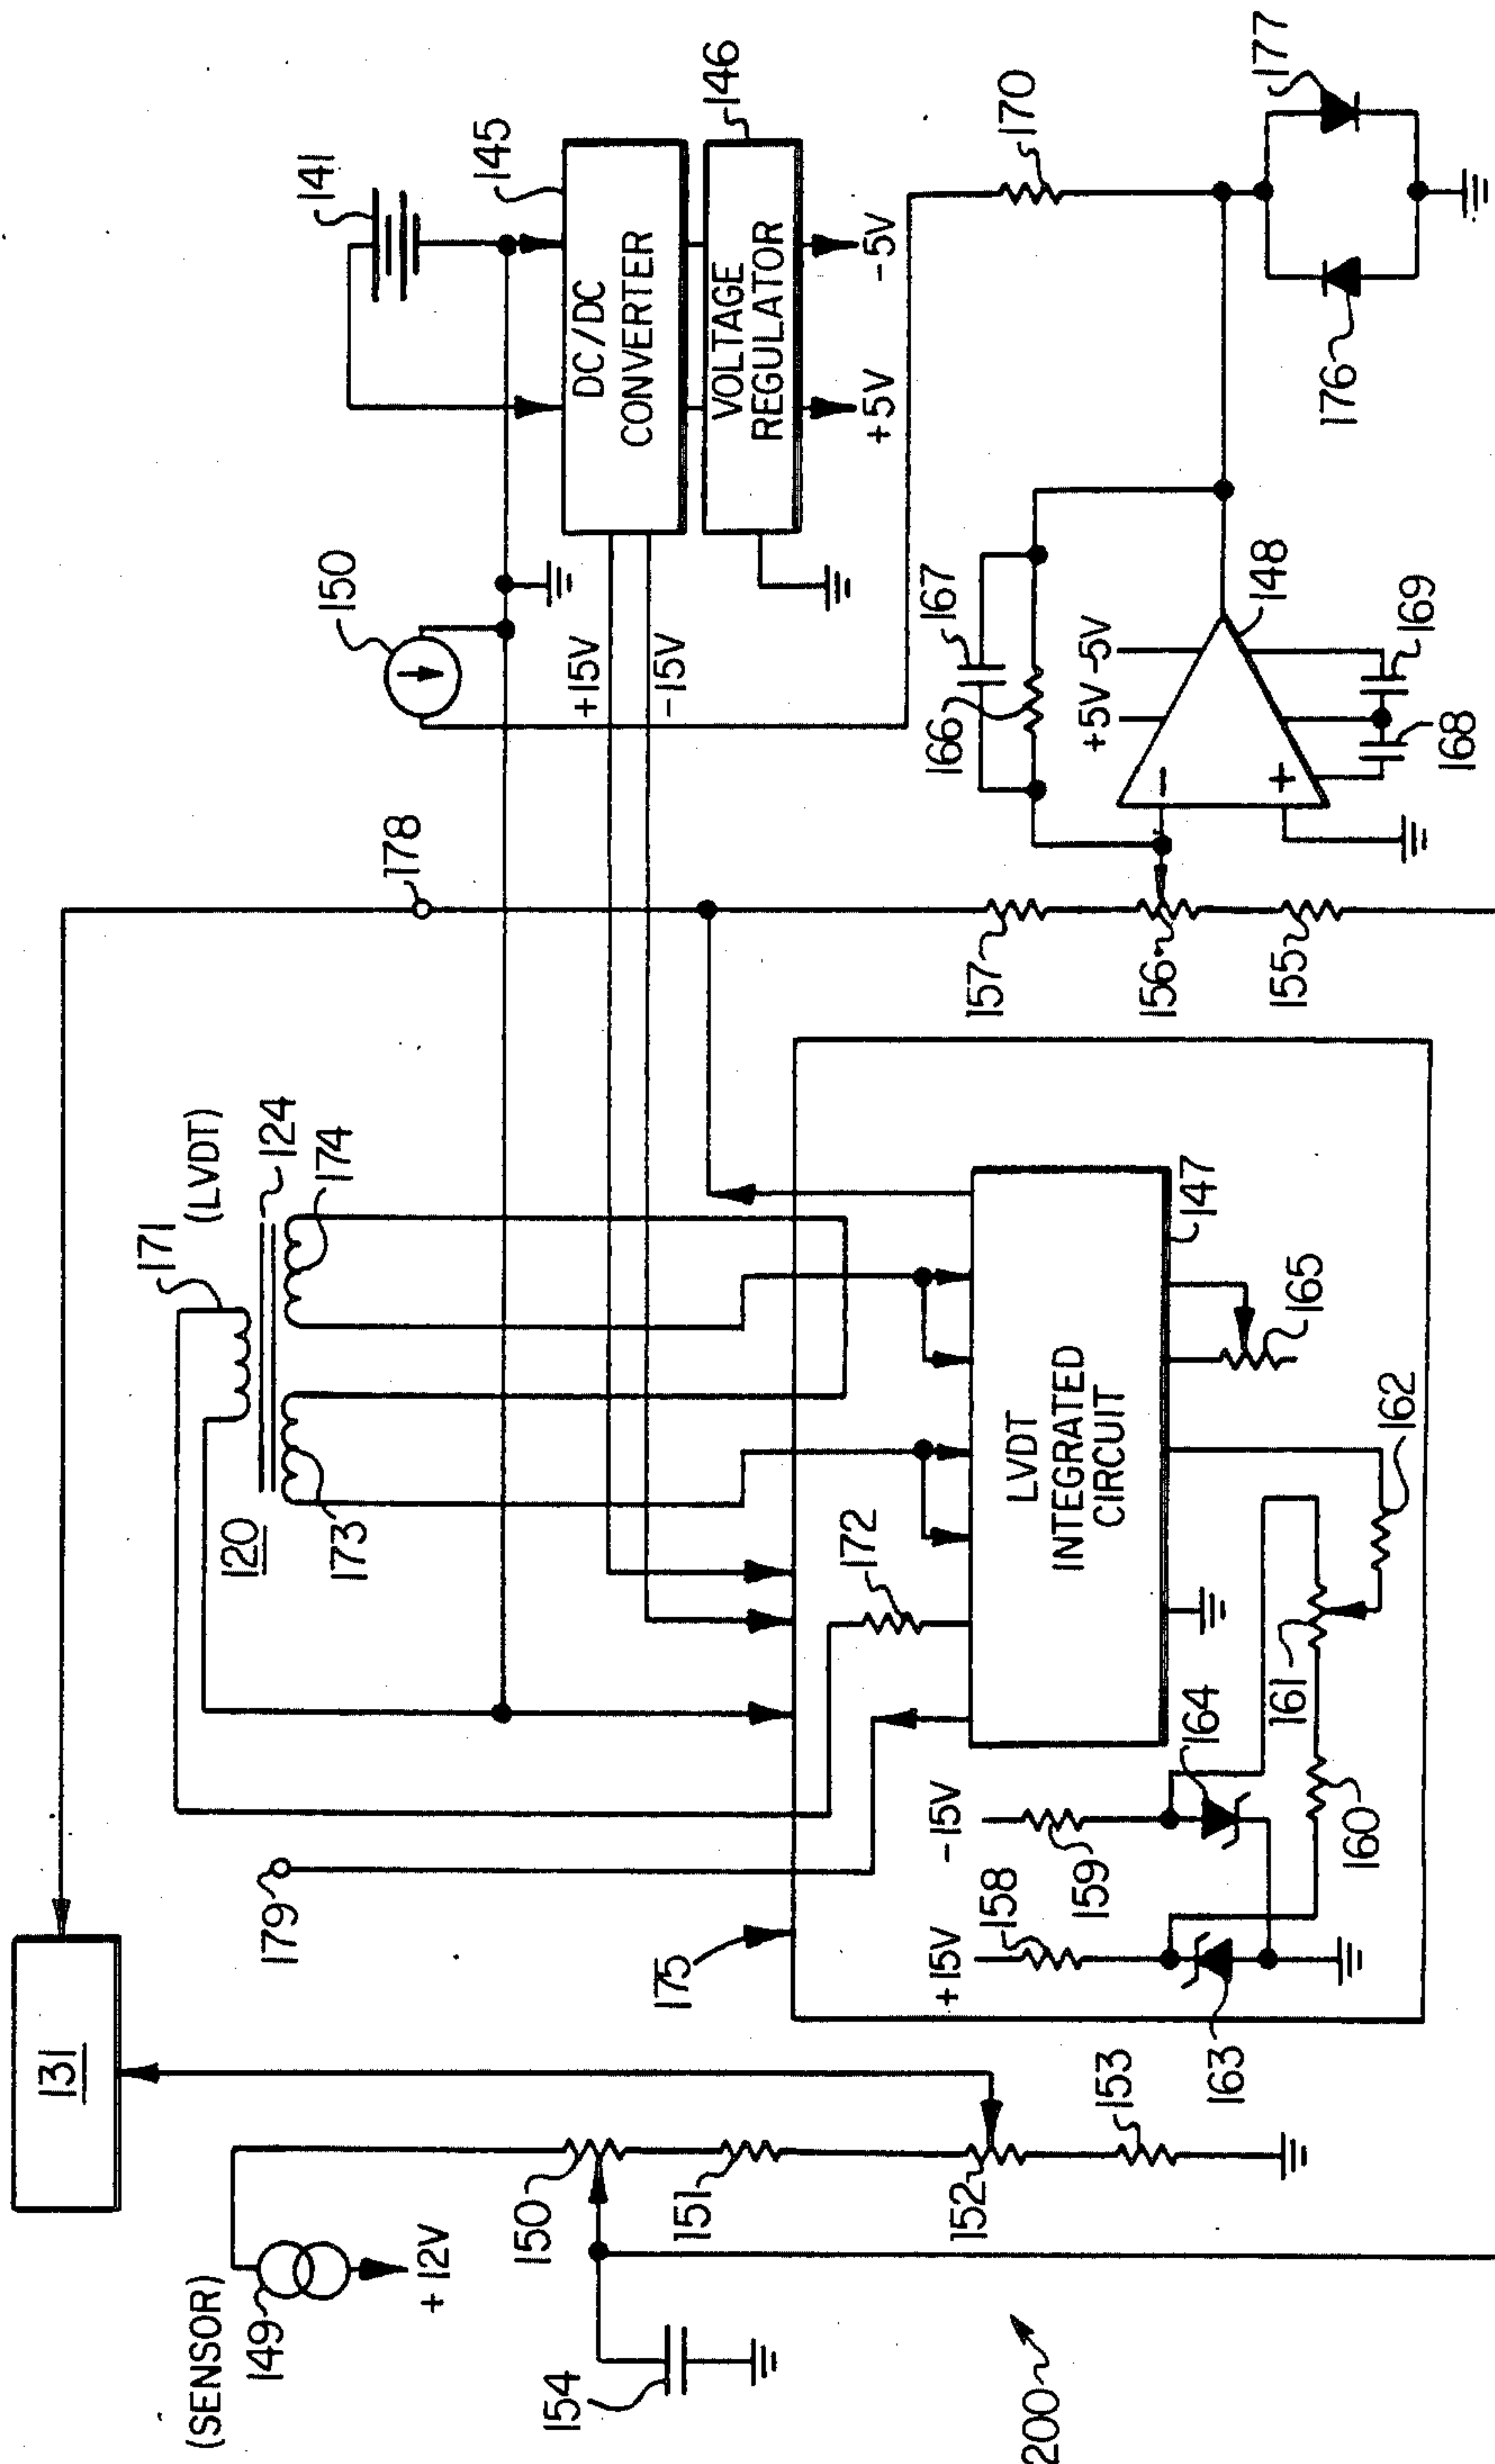 (SENSOR)
149
+12V
154
150
151
152
153
200
131
179
175
+15V
-15V
158
159
163
164
160
161
162
165
172
LVDT
INTEGRATED
CIRCUIT
147
120
173
174
171
(LVDT)
124
178
157
156
155
150
+15V
-15V
141
145
DC/DC
CONVERTER
VOLTAGE
REGULATOR
146
+5V
-5V
166
167
+5V
-5V
-
+
148
168
169
170
176
177